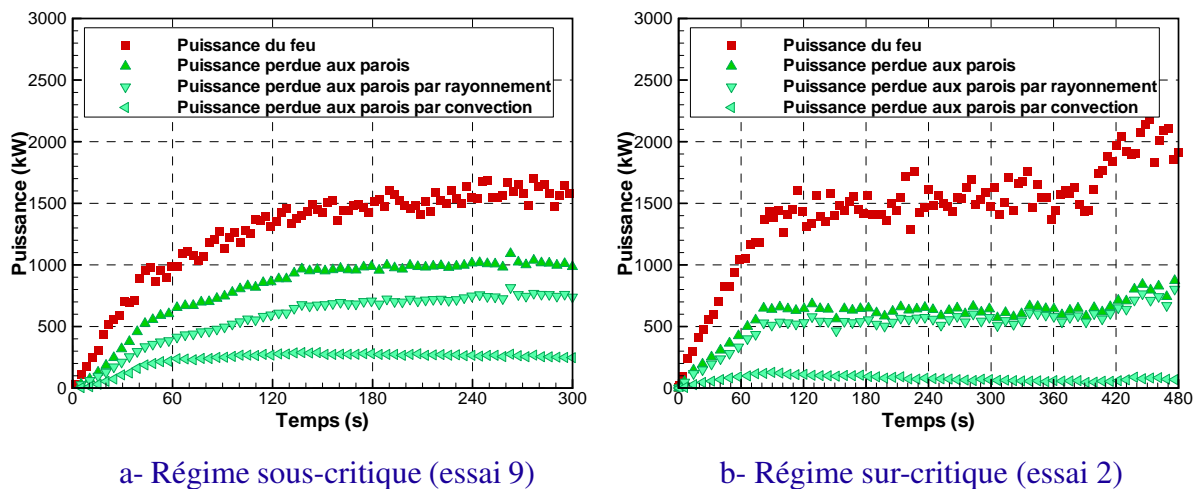 3000
2500
2000
1500
1000
500
0
Puissance (kW)
Puissance du feu
Puissance perdue aux parois
Puissance perdue aux parois par rayonnement
Puissance perdue aux parois par convection
0 60 120 180 240 300
Temps (s)
a- Régime sous-critique (essai 9)
3000
2500
2000
1500
1000
500
0
Puissance (kW)
Puissance du feu
Puissance perdue aux parois
Puissance perdue aux parois par rayonnement
Puissance perdue aux parois par convection
0 60 120 180 240 300 360 420 480
Temps (s)
b- Régime sur-critique (essai 2)